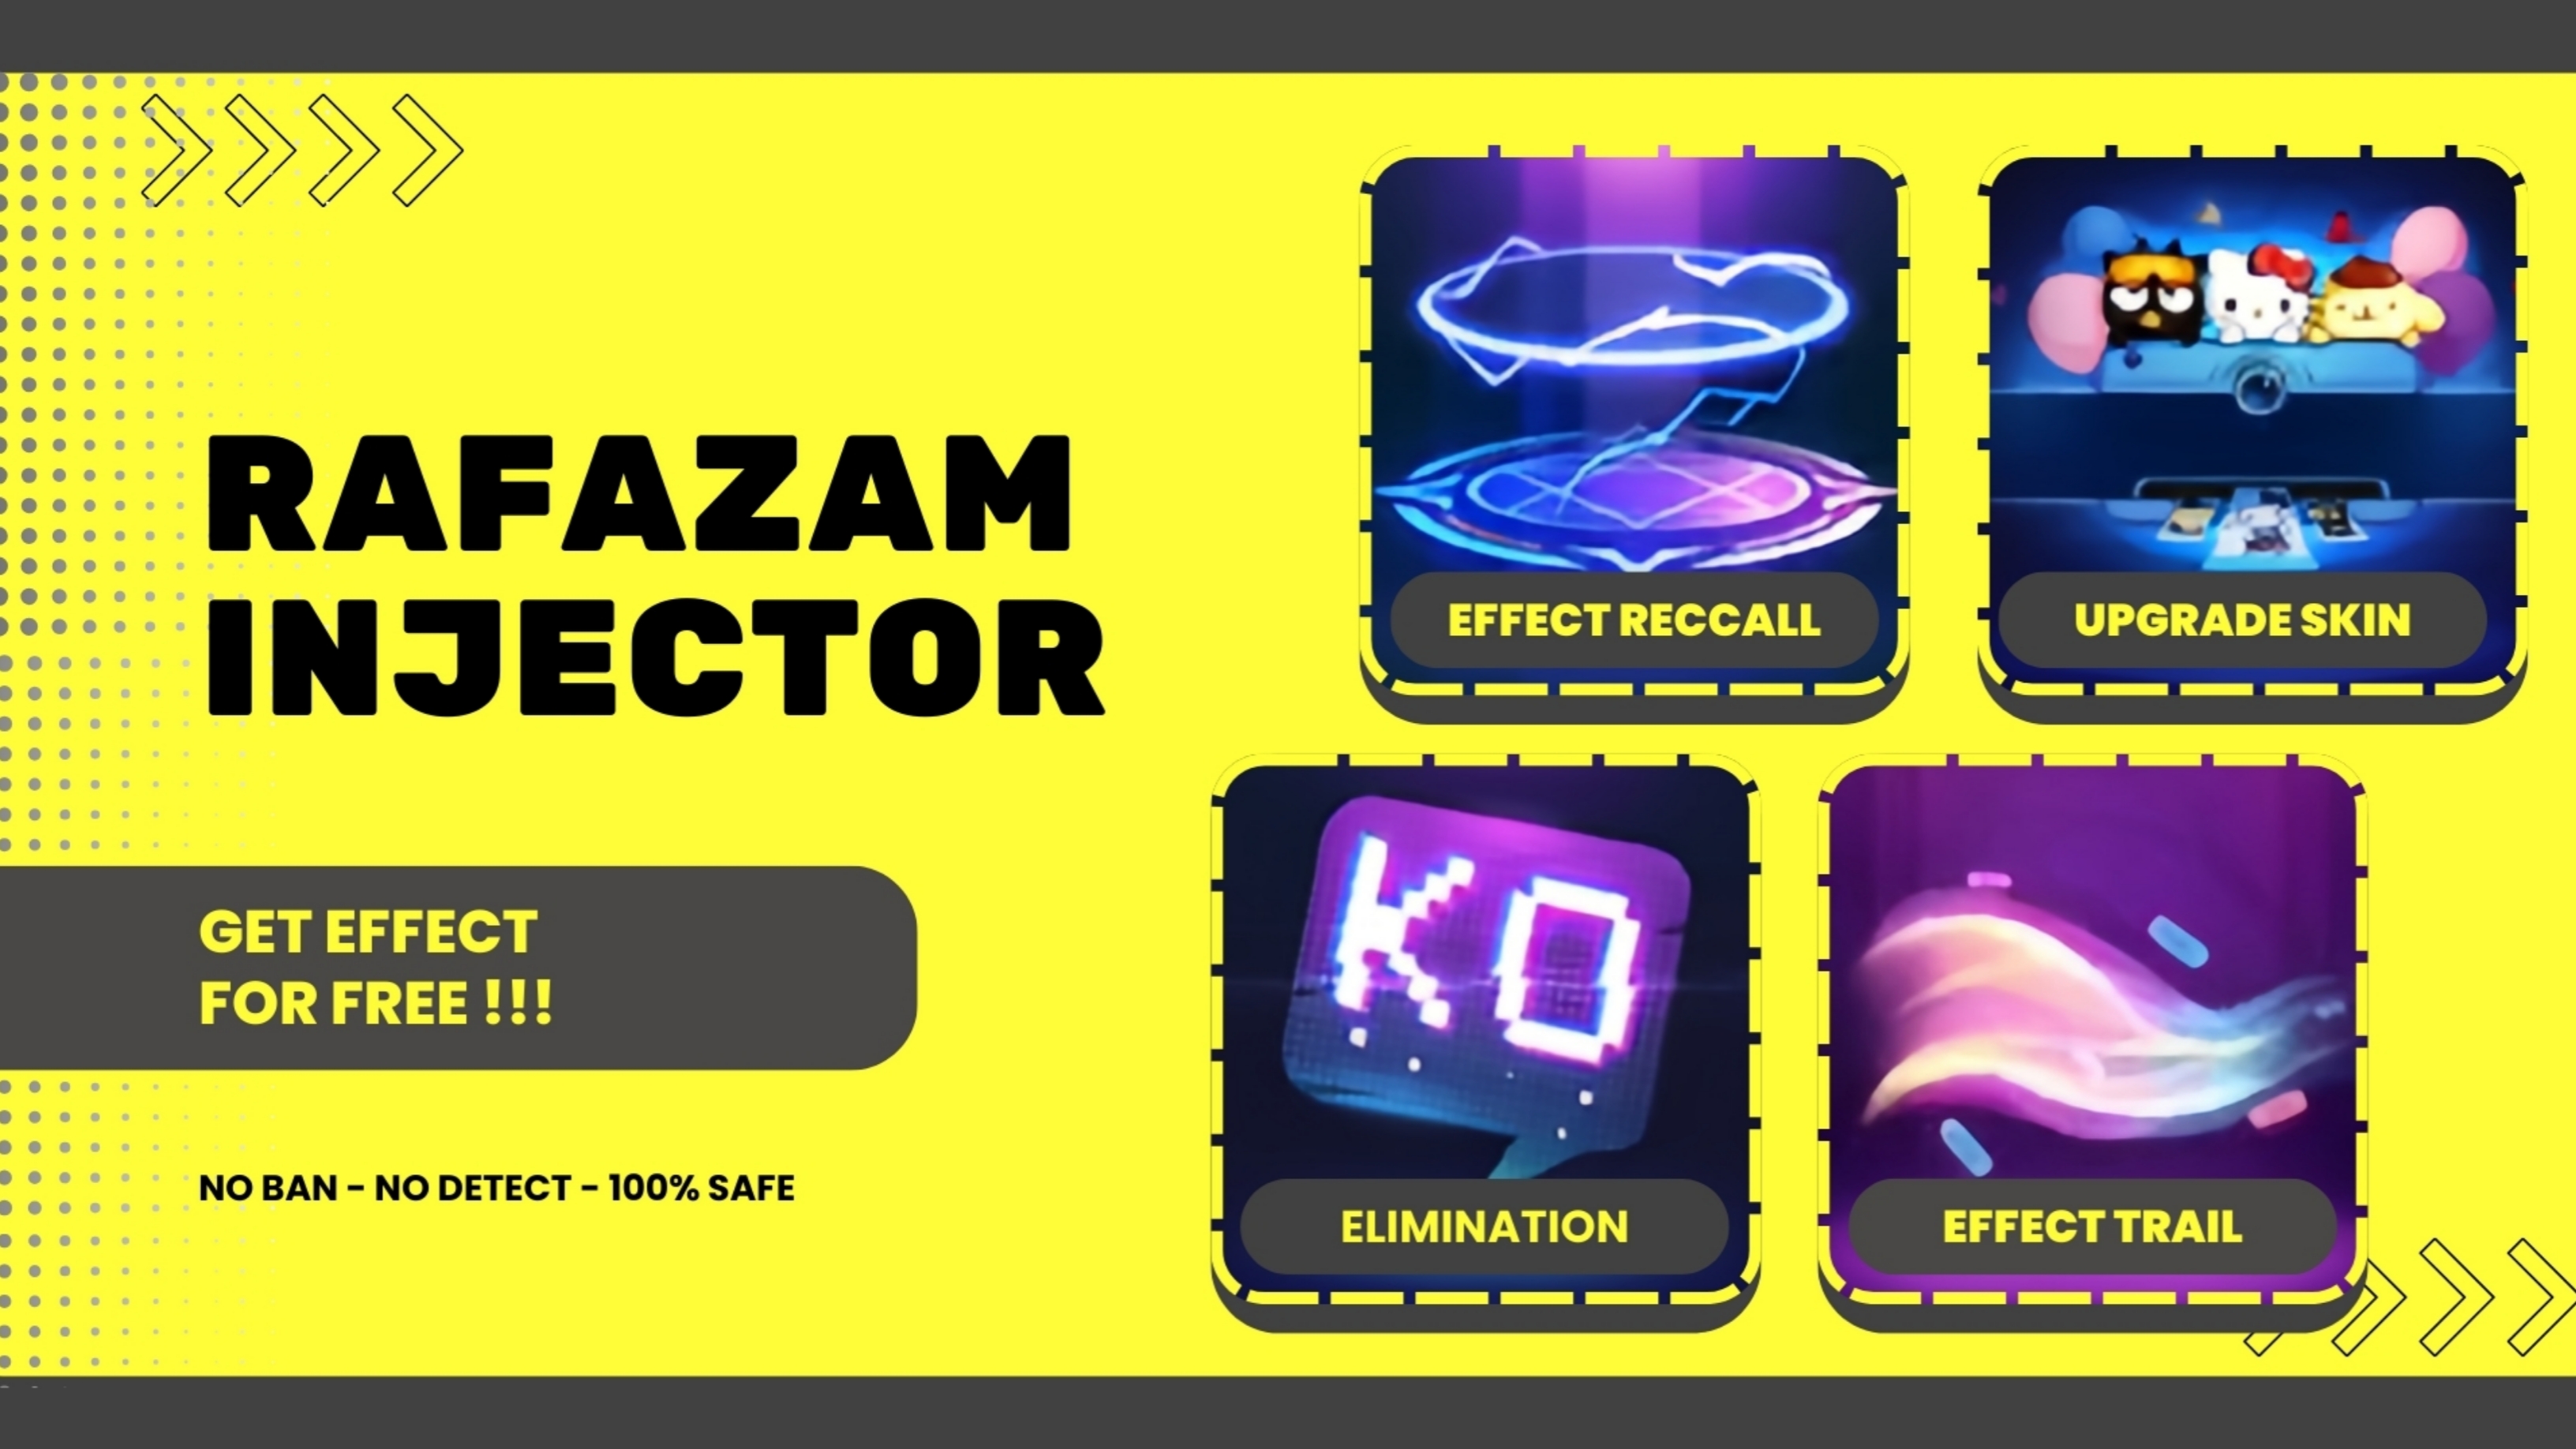 RAFAZAM
INJECTOR
GET EFFECT
FOR FREE !!!
NO BAN - NO DETECT - 100% SAFE
EFFECT RECCALL
UPGRADE SKIN
KO
ELIMINATION
EFFECT TRAIL